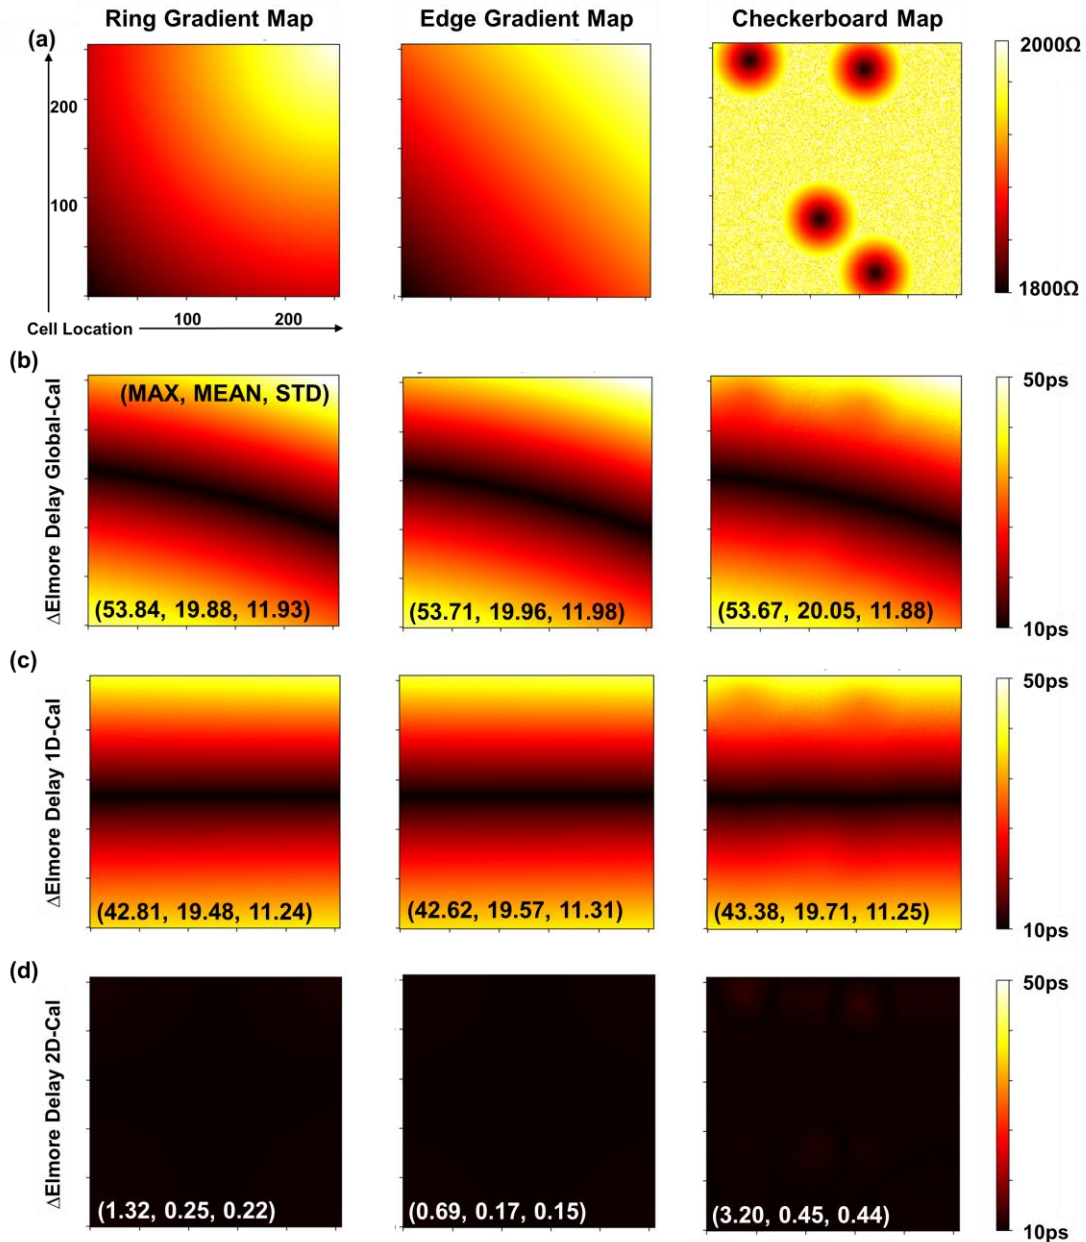 Ring Gradient Map
Edge Gradient Map
Checkerboard Map
(a)
200
100
100
200
Cell Location
2000Ω
1800Ω
(b)
ΔElmore Delay Global-Cal
(MAX, MEAN, STD)
(53.84, 19.88, 11.93)
(53.71, 19.96, 11.98)
(53.67, 20.05, 11.88)
50ps
10ps
(c)
ΔElmore Delay 1D-Cal
(42.81, 19.48, 11.24)
(42.62, 19.57, 11.31)
(43.38, 19.71, 11.25)
50ps
10ps
(d)
ΔElmore Delay 2D-Cal
(1.32, 0.25, 0.22)
(0.69, 0.17, 0.15)
(3.20, 0.45, 0.44)
50ps
10ps